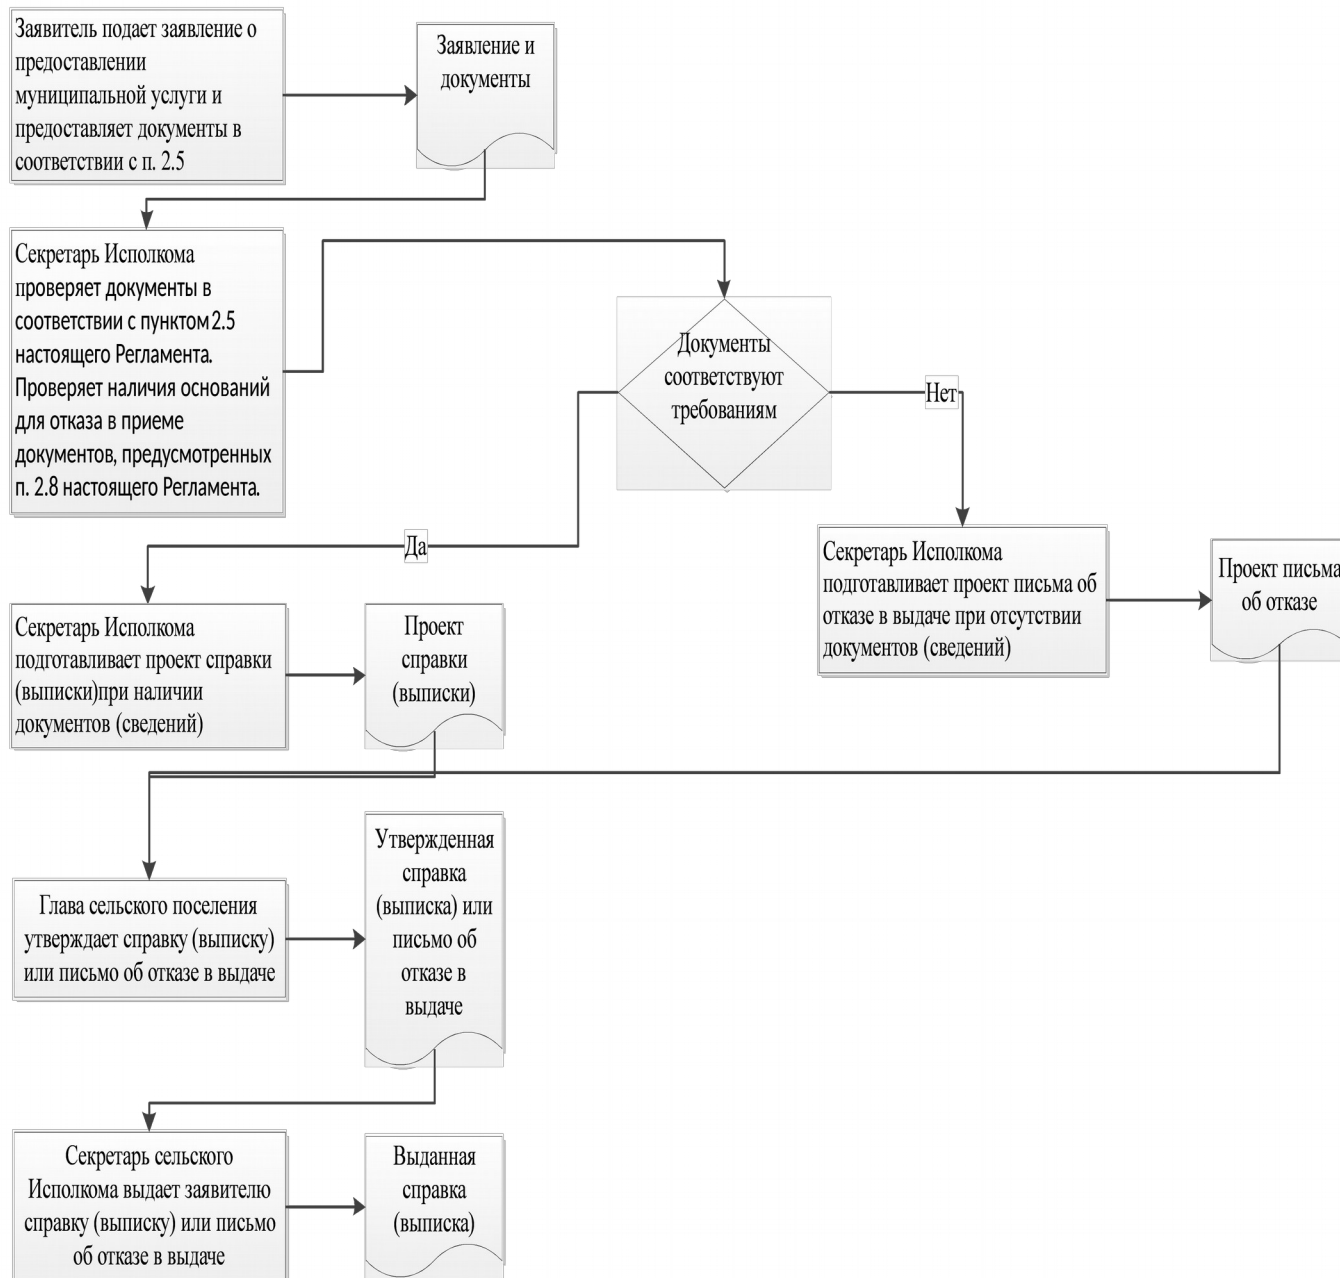 Заявитель подает заявление о
предоставлении
муниципальной услуги и
предоставляет документы в
соответствии с п. 2.5
Заявление и
документы
Секретарь Исполкома
проверяет документы в
соответствии с пунктом 2.5
настоящего Регламента.
Проверяет наличия оснований
для отказа в приеме
документов, предусмотренных
п. 2.8 настоящего Регламента.
Документы
соответствуют
требованиям
Нет
Да
Секретарь Исполкома
подготавливает проект письма об
отказе в выдаче при отсутствии
документов (сведений)
Проект письма
об отказе
Секретарь Исполкома
подготавливает проект справки
(выписки)при наличии
документов (сведений)
Проект
справки
(выписки)
Глава сельского поселения
утверждает справку (выписку)
или письмо об отказе в выдаче
Утвержденная
справка
(выписка) или
письмо об
отказе в
выдаче
Секретарь сельского
Исполкома выдает заявителю
справку (выписку) или письмо
об отказе в выдаче
Выданная
справка
(выписка)